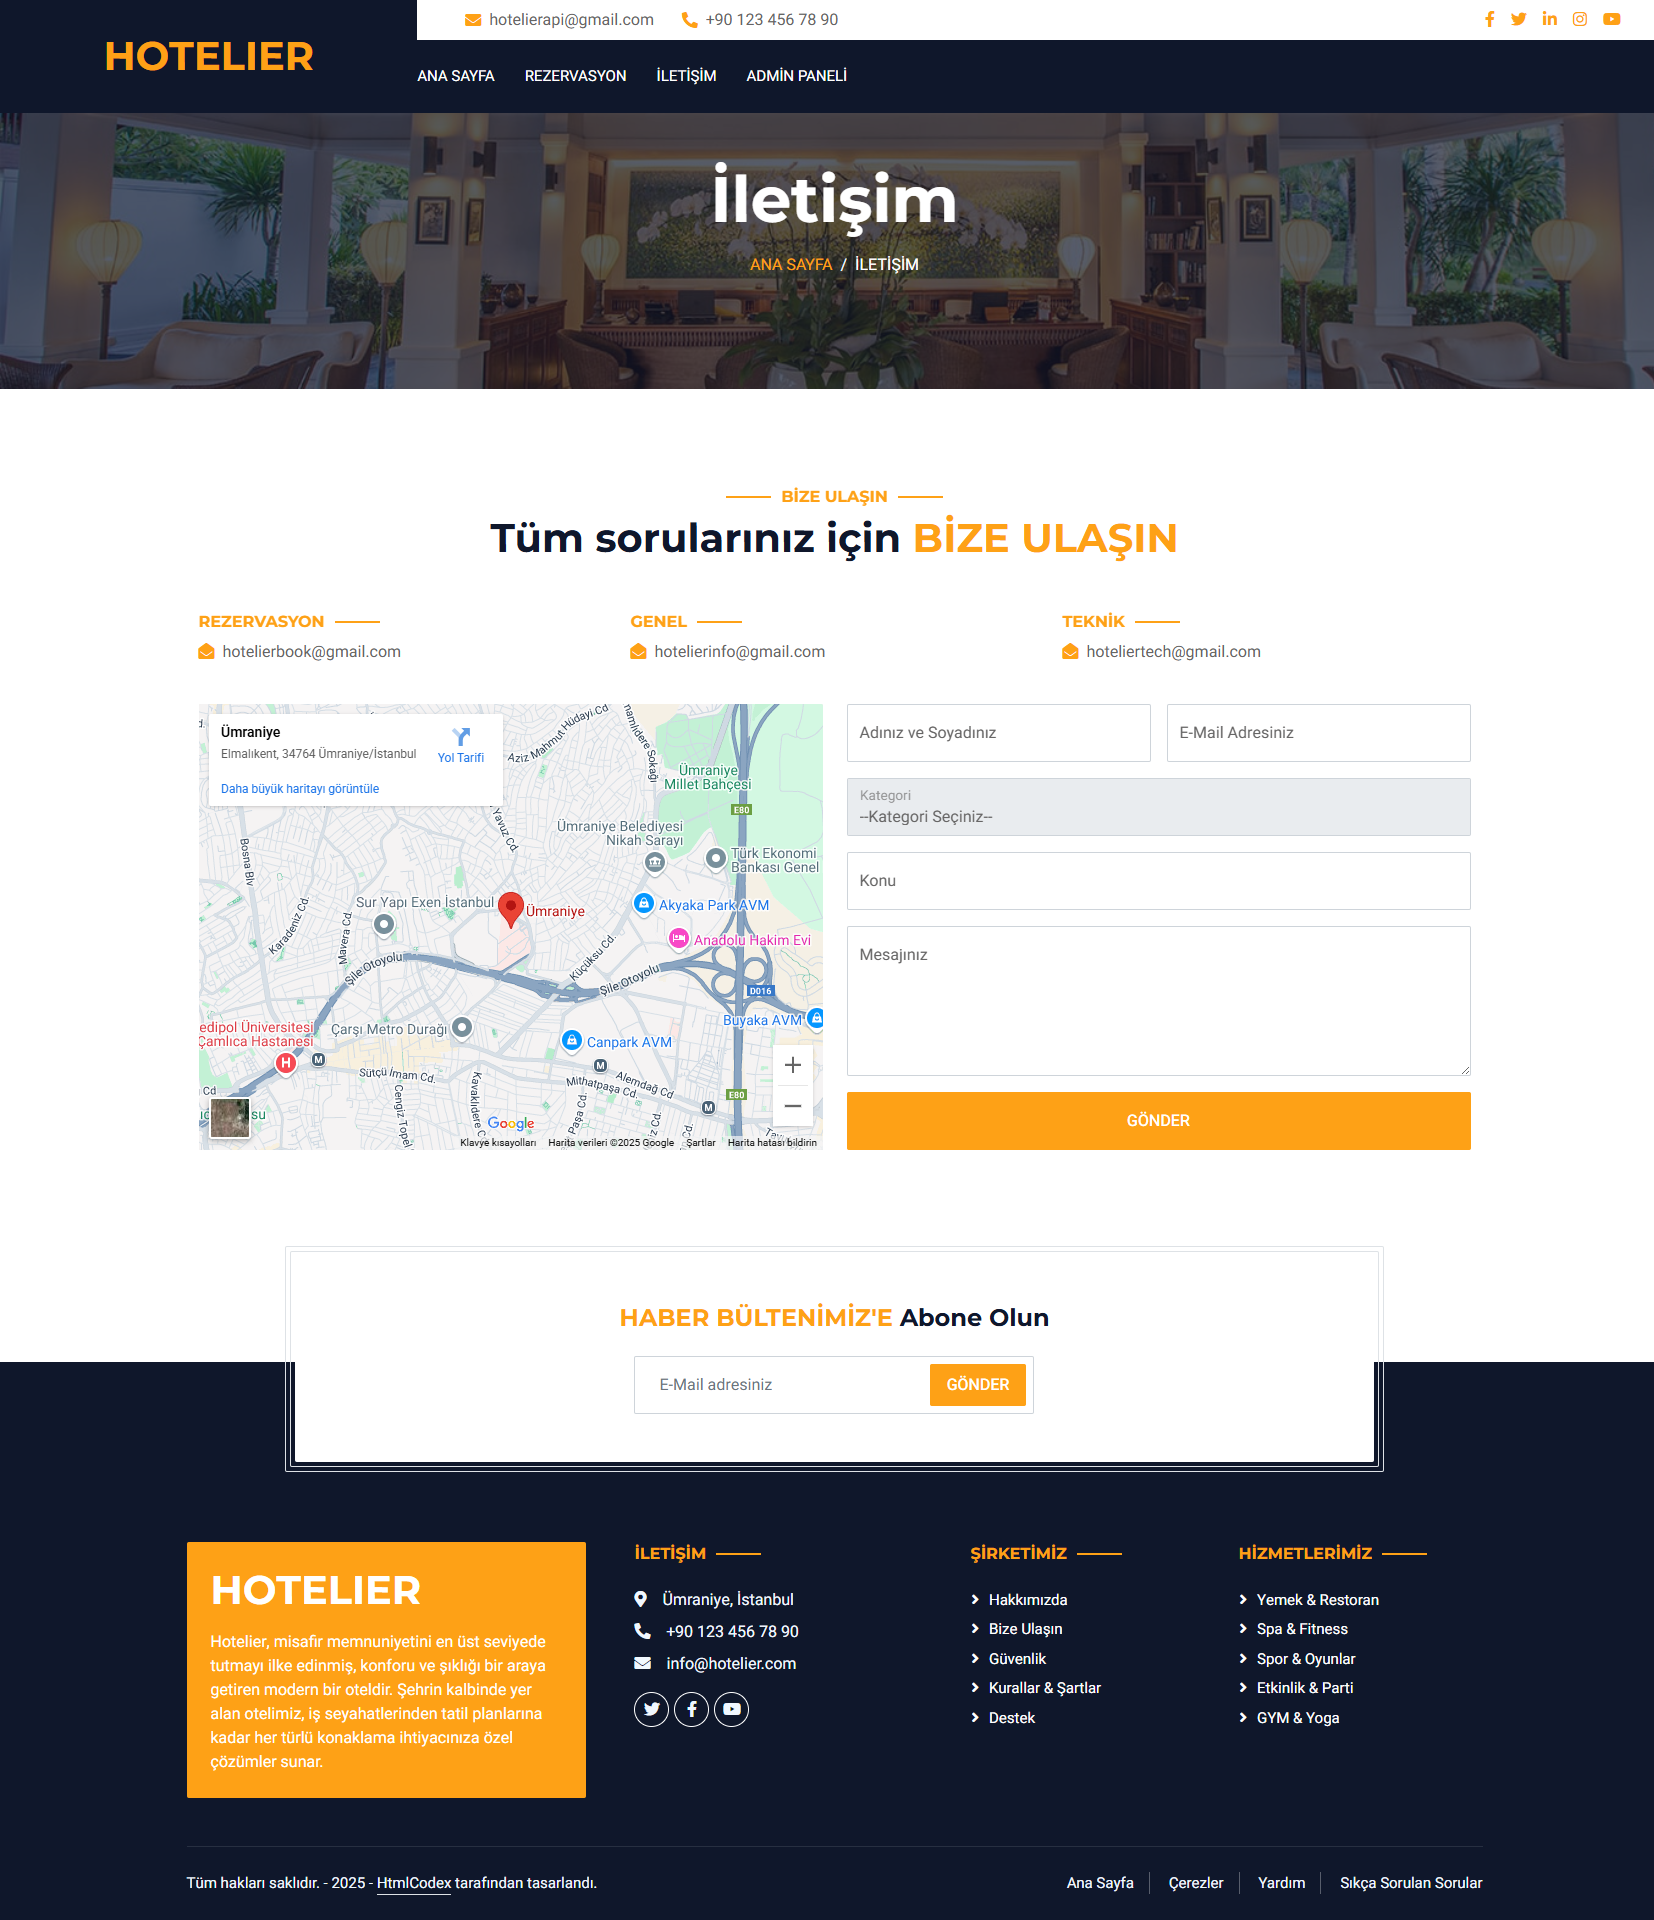 HOTELIER
hotelierapi@gmail.com
+90 123 456 78 90
ANA SAYFA
REZERVASYON
İLETİŞİM
ADMİN PANELİ
İletişim
ANA SAYFA / İLETİŞİM
BİZE ULAŞIN
Tüm sorularınız için BİZE ULAŞIN
REZERVASYON
hotelierbook@gmail.com
GENEL
hotelierinfo@gmail.com
TEKNİK
hoteliertech@gmail.com
Ümraniye
Elmalıkent, 34764 Ümraniye/İstanbul
Yol Tarifi
Daha büyük haritayı görüntüle
Aziz Mahmut Hüdayi Cd
namlıdere Sokağı
Ümraniye
Millet Bahçesi
E80
Yavuz Cd.
Ümraniye Belediyesi
Nikah Sarayı
Türk Ekonomi
Bankası Genel
Bosna Blv
Sur Yapı Exen İstanbul
Ümraniye
Akyaka Park AVM
Anadolu Hakim Evi
Karadeniz Cd.
Mavera Cd.
Şile Otoyolu
Küçüksu Cd.
Şile Otoyolu
D016
Buyaka AVM
edipol Üniversitesi
Çamlıca Hastanesi
H
M
Çarşı Metro Durağı
Canpark AVM
M
Sütçü İmam Cd.
Cengiz Topel
Kavaklıdere C
Mithatpaşa Cd.
Alemdağ Cd
Paşa Cd.
E80
M
Cd
su
Google
Klavye kısayolları
Harita verileri ©2025 Google
Şartlar
Harita hatası bildirin
Adınız ve Soyadınız
E-Mail Adresiniz
Kategori
--Kategori Seçiniz--
Konu
Mesajınız
GÖNDER
HABER BÜLTENİMİZ'E Abone Olun
E-Mail adresiniz
GÖNDER
HOTELIER
Hotelier, misafir memnuniyetini en üst seviyede
tutmayı ilke edinmiş, konforu ve şıklığı bir araya
getiren modern bir oteldir. Şehrin kalbinde yer
alan otelimiz, iş seyahatlerinden tatil planlarına
kadar her türlü konaklama ihtiyacınıza özel
çözümler sunar.
İLETİŞİM
Ümraniye, İstanbul
+90 123 456 78 90
info@hotelier.com
ŞİRKETİMİZ
Hakkımızda
Bize Ulaşın
Güvenlik
Kurallar & Şartlar
Destek
HİZMETLERİMİZ
Yemek & Restoran
Spa & Fitness
Spor & Oyunlar
Etkinlik & Parti
GYM & Yoga
Tüm hakları saklıdır. - 2025 - HtmlCodex tarafından tasarlandı.
Ana Sayfa
Çerezler
Yardım
Sıkça Sorulan Sorular